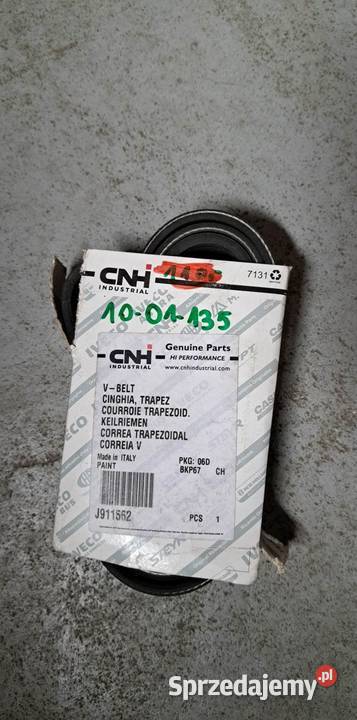 CNH
INDUSTRIAL
7131
10-01-135
CNH
INDUSTRIAL
Genuine Parts
HI PERFORMANCE
www.cnhindustrial.com
V-BELT
CINGHIA, TRAPEZ
COURROIE TRAPEZOID.
KEILRIEMEN
CORREA TRAPEZOIDAL
CORREIA V
Made in ITALY
PKG: 06D
PAINT
BKP67 CH
J911562
PCS 1
IVECO
Sprzedajemy.pl